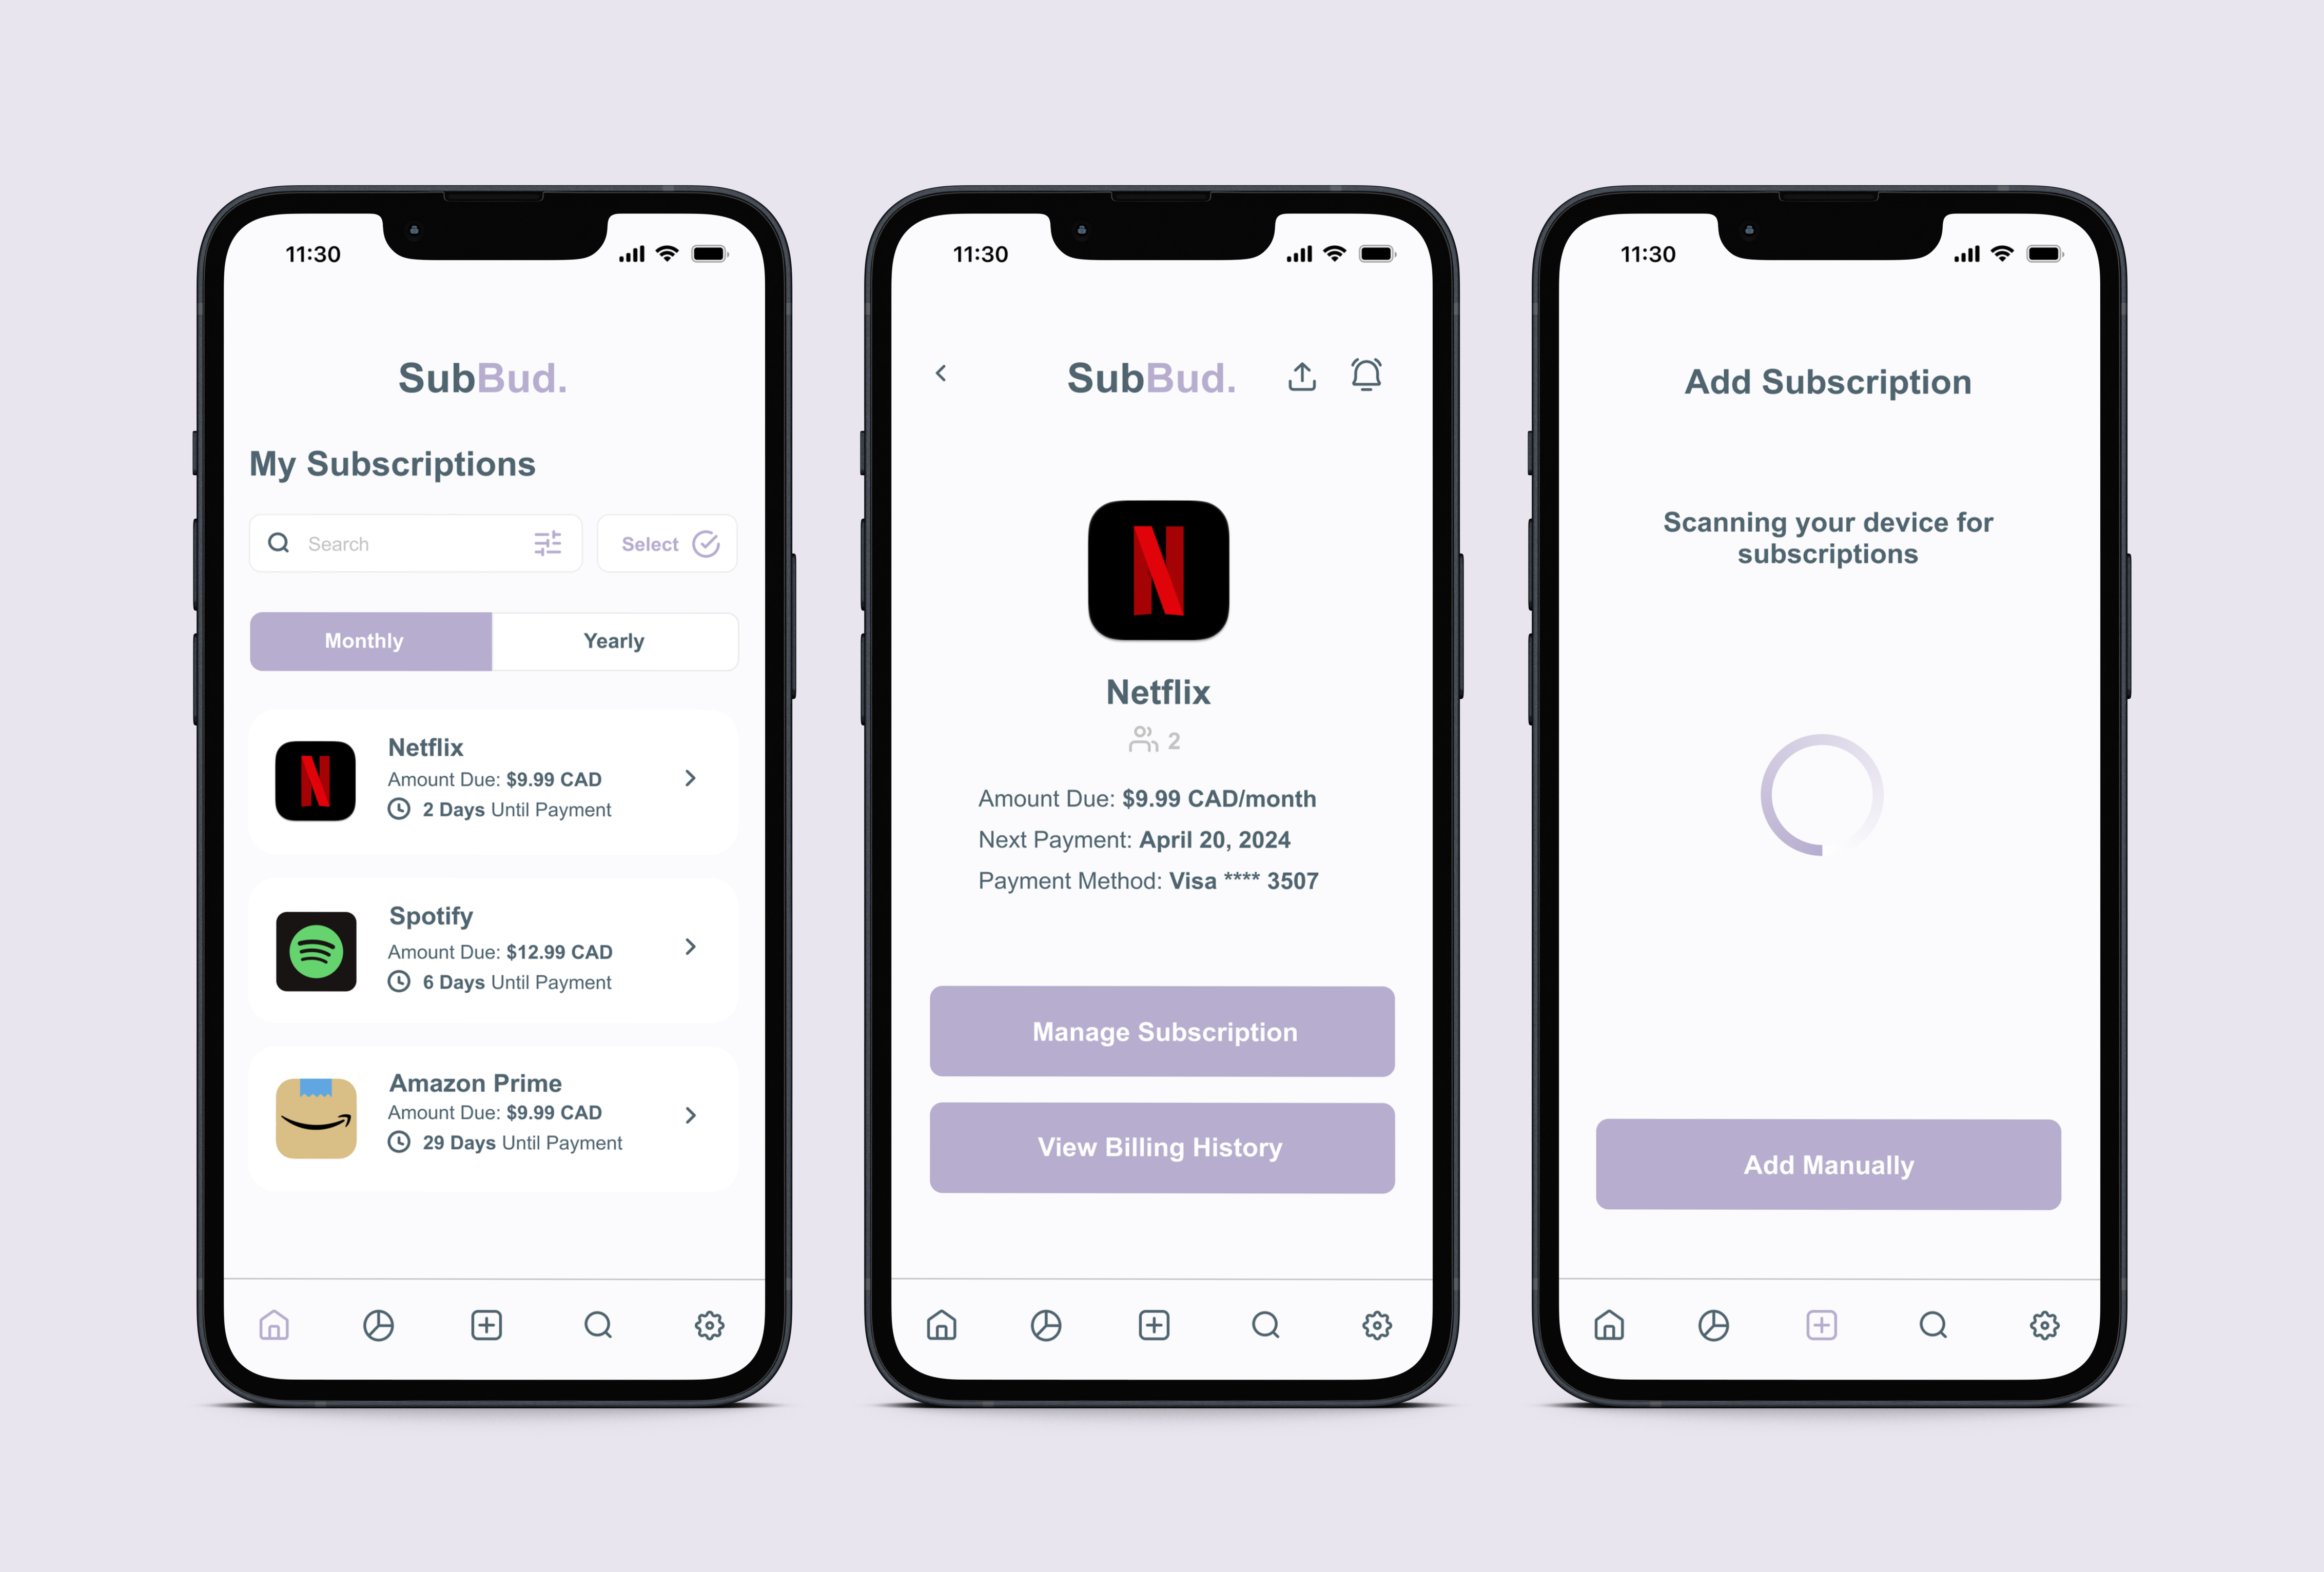 11:30
SubBud.
My Subscriptions
Search
Select
Monthly
Yearly
Netflix
Amount Due: $9.99 CAD
2 Days Until Payment
Spotify
Amount Due: $12.99 CAD
6 Days Until Payment
Amazon Prime
Amount Due: $9.99 CAD
29 Days Until Payment
11:30
SubBud.
N
Netflix
2
Amount Due: $9.99 CAD/month
Next Payment: April 20, 2024
Payment Method: Visa **** 3507
Manage Subscription
View Billing History
11:30
Add Subscription
Scanning your device for
subscriptions
Add Manually